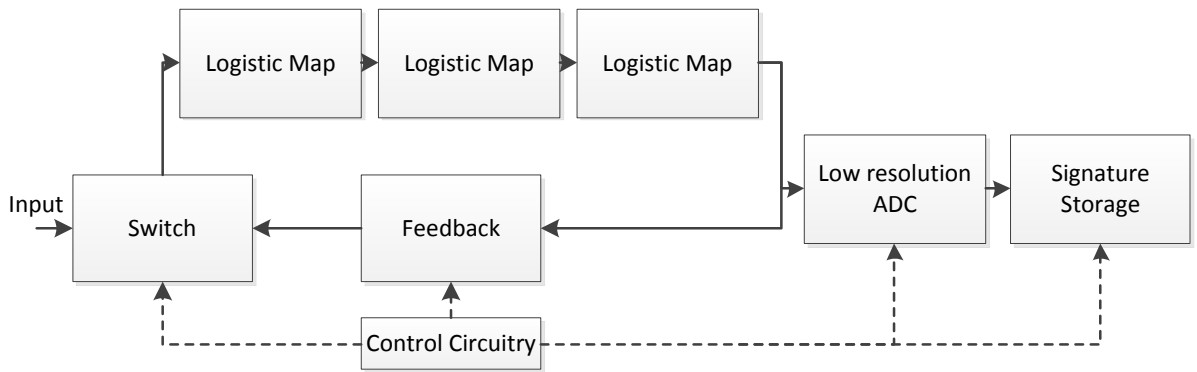 Logistic Map
Logistic Map
Logistic Map
Input
Switch
Feedback
Low resolution
ADC
Signature
Storage
Control Circuitry